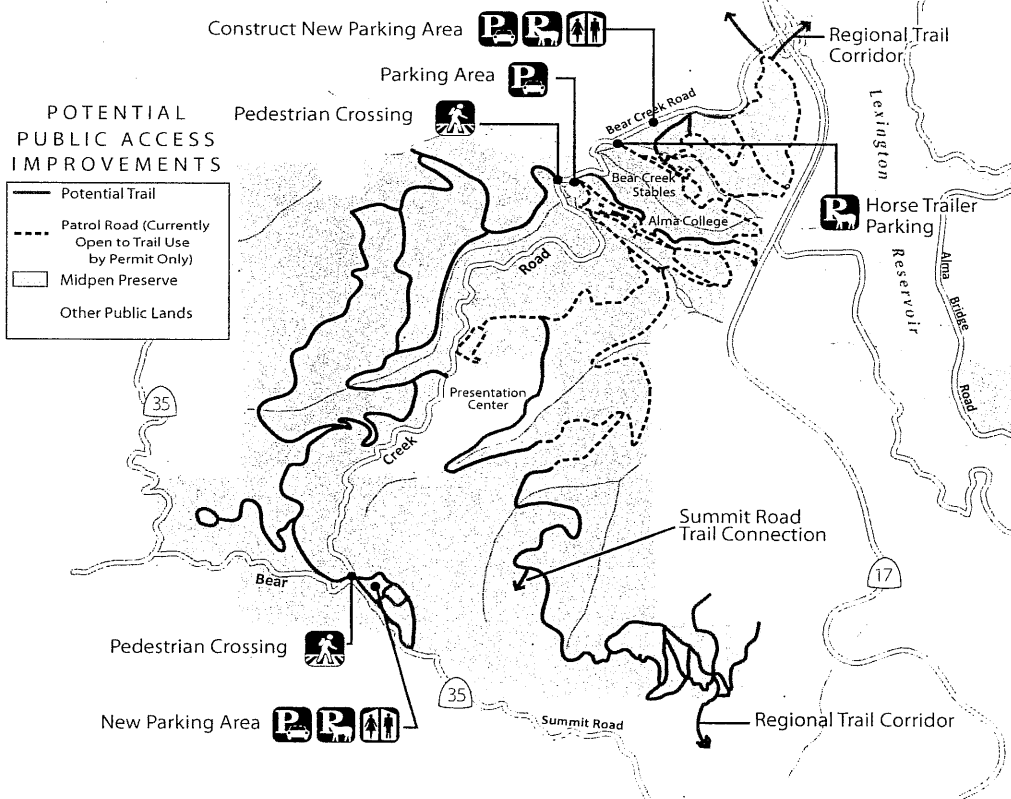 Construct New Parking Area
P
P
Regional Trail
Corridor
Parking Area
P
Pedestrian Crossing
Bear Creek Road
Lexington
Reservoir
POTENTIAL
PUBLIC ACCESS
IMPROVEMENTS
Potential Trail
Patrol Road (Currently
Open to Trail Use
by Permit Only)
Midpen Preserve
Other Public Lands
Bear Creek
Stables
Alma College
P
Horse Trailer
Parking
Road
Alma
Bridge
Road
35
Presentation
Center
Creek
Summit Road
Trail Connection
17
Bear
Pedestrian Crossing
35
New Parking Area
P
P
Summit Road
Regional Trail Corridor